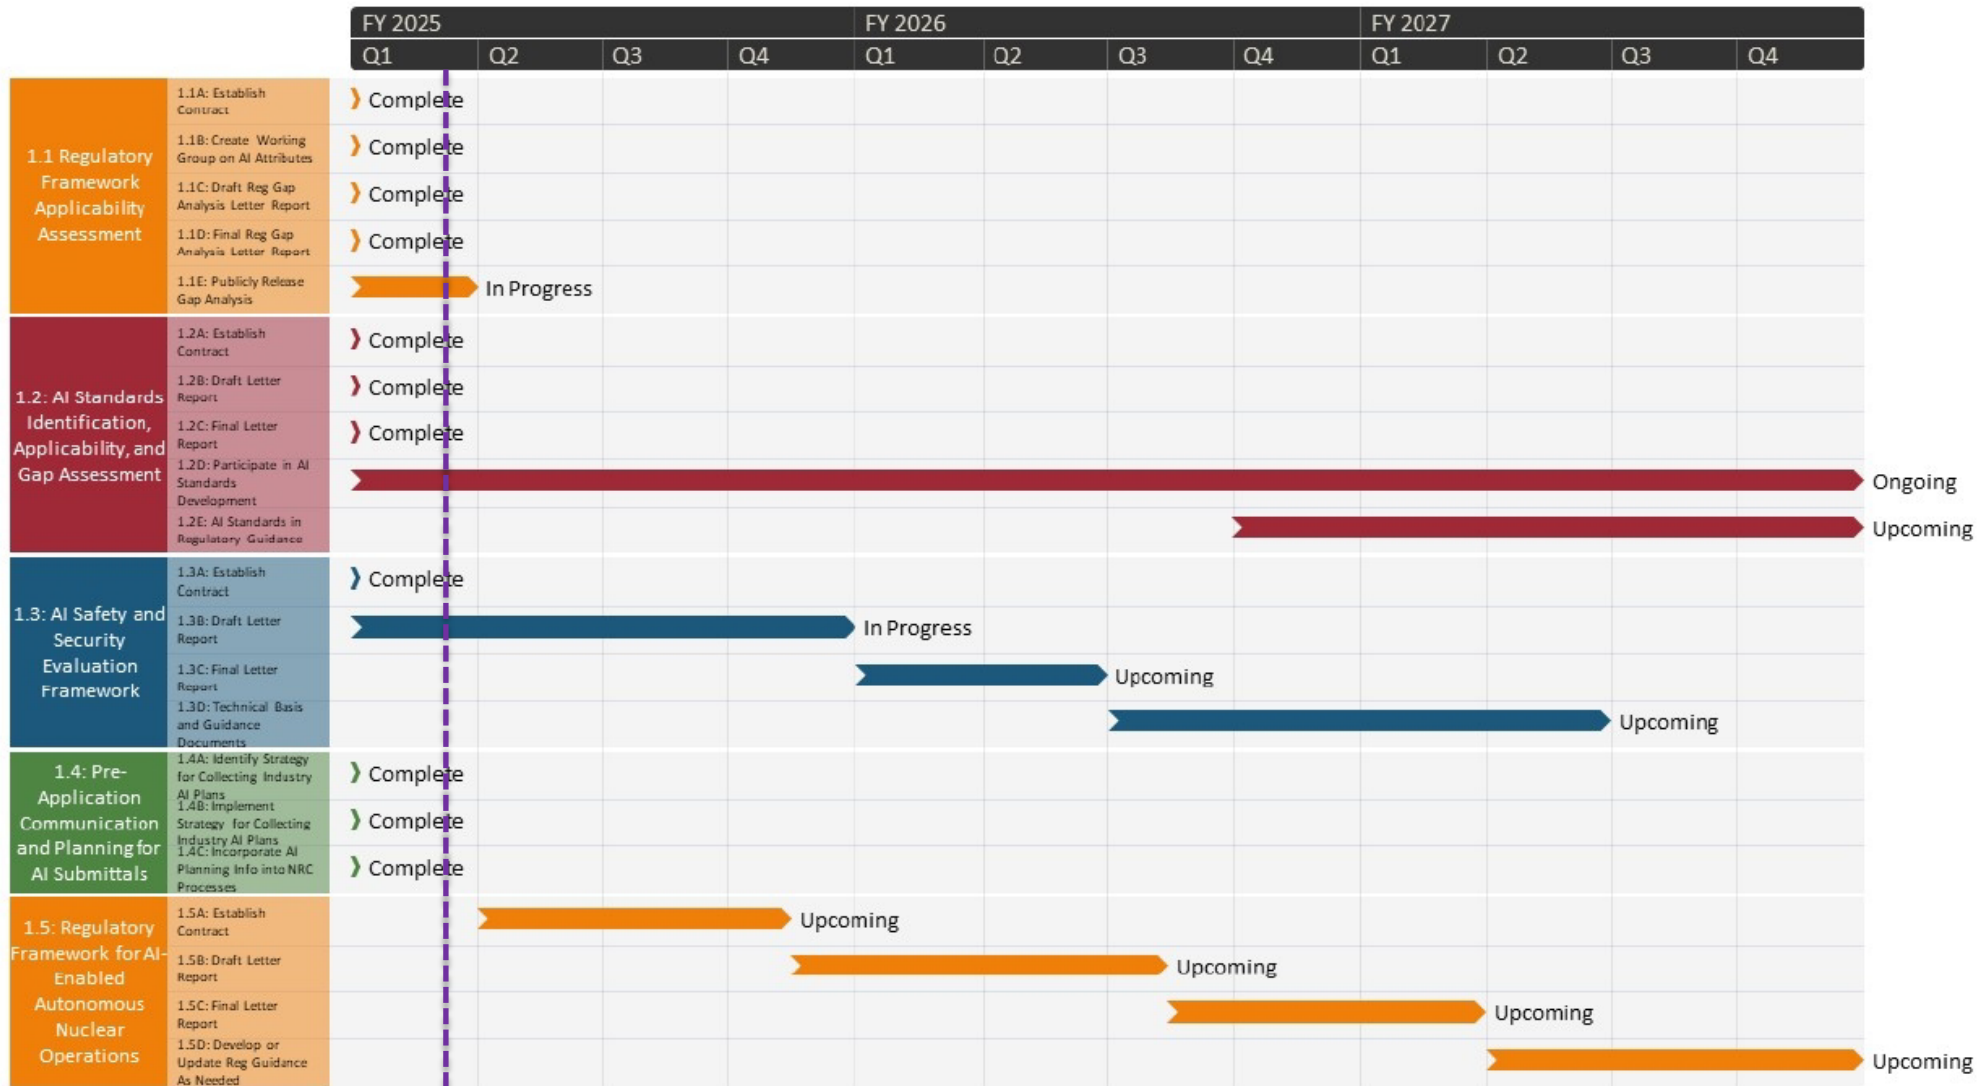 FY 2025 FY 2026 FY 2027
Q1 Q2 Q3 Q4 Q1 Q2 Q3 Q4 Q1 Q2 Q3 Q4
1.1 Regulatory
Framework
Applicability
Assessment
1.1A: Establish
Contract
Complete
1.1B: Create Working
Group on AI Attributes
Complete
1.1C: Draft Reg Gap
Analysis Letter Report
Complete
1.1D: Final Reg Gap
Analysis Letter Report
Complete
1.1E: Publicly Release
Gap Analysis
In Progress
1.2: AI Standards
Identification,
Applicability, and
Gap Assessment
1.2A: Establish
Contract
Complete
1.2B: Draft Letter
Report
Complete
1.2C: Final Letter
Report
Complete
1.2D: Participate in AI
Standards
Development
Ongoing
1.2E: AI Standards in
Regulatory Guidance
Upcoming
1.3: AI Safety and
Security
Evaluation
Framework
1.3A: Establish
Contract
Complete
1.3B: Draft Letter
Report
In Progress
1.3C: Final Letter
Report
Upcoming
1.3D: Technical Basis
and Guidance
Documents
Upcoming
1.4: Pre-
Application
Communication
and Planning for
AI Submittals
1.4A: Identify Strategy
for Collecting Industry
AI Plans
Complete
1.4B: Implement
Strategy for Collecting
Industry AI Plans
Complete
1.4C: Incorporate AI
Planning Info into NRC
Processes
Complete
1.5: Regulatory
Framework for AI-
Enabled
Autonomous
Nuclear
Operations
1.5A: Establish
Contract
Upcoming
1.5B: Draft Letter
Report
Upcoming
1.5C: Final Letter
Report
Upcoming
1.5D: Develop or
Update Reg Guidance
As Needed
Upcoming